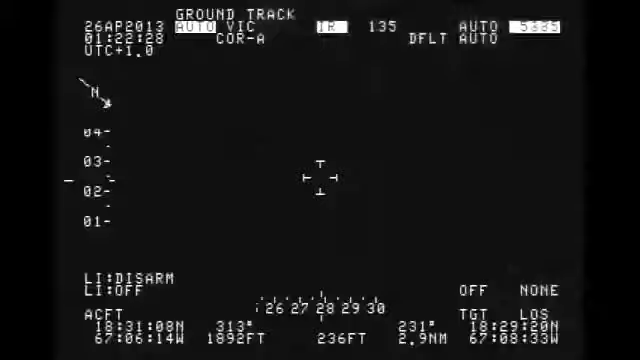 GROUND TRACK
26AP2013 AUTO VIC IR 135 AUTO
01:22:28 COR-A DFLT AUTO
UTC+1.0
N
04-
03-
02-
01-
LI:DISARM
LI:OFF OFF NONE
26 27 28 29 30
ACFT TGT LOS
18:31:08N 313° 231° 18:29:20N
67:06:14W 1892FT 236FT 2.9NM 67:08:33W